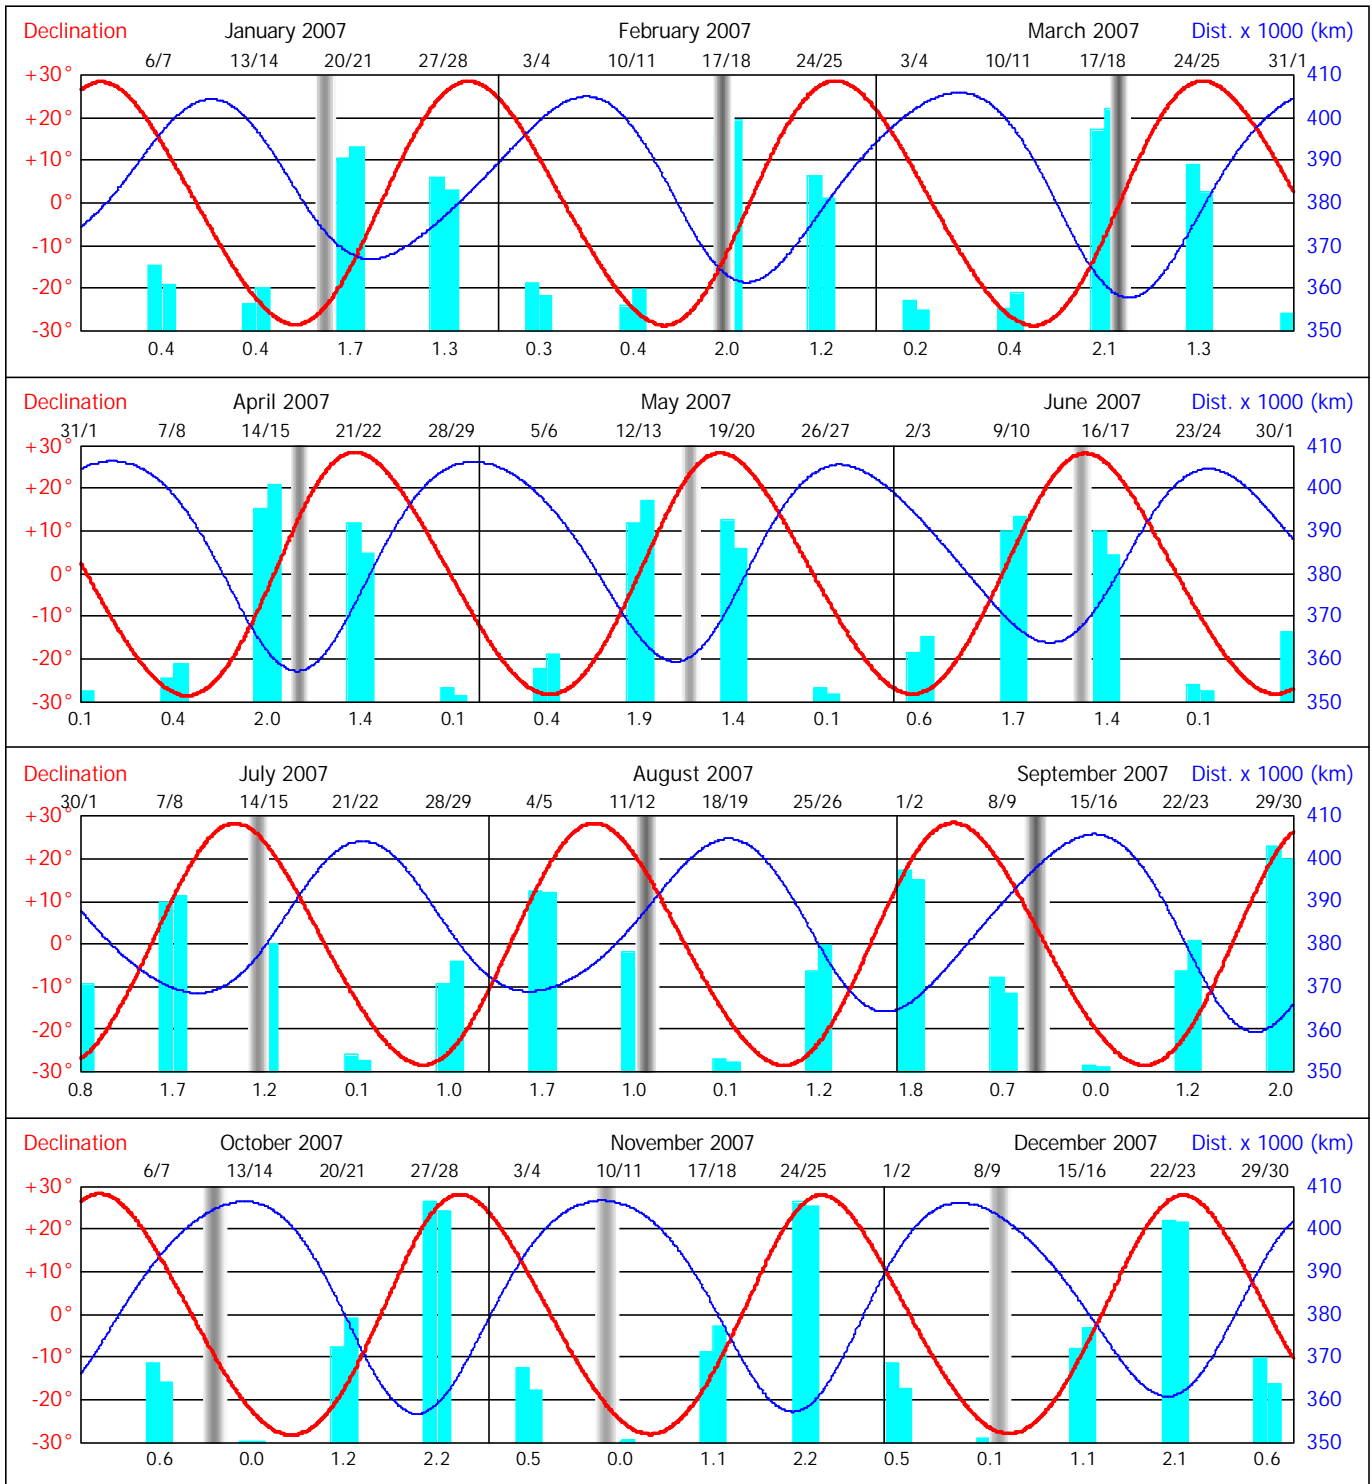 Declination January 2007 February 2007 March 2007 Dist. x 1000 (km)
6/7 13/14 20/21 27/28 3/4 10/11 17/18 24/25 3/4 10/11 17/18 24/25 31/1
+30° 410
+20° 400
+10° 390
0° 380
-10° 370
-20° 360
-30° 350
0.4 0.4 1.7 1.3 0.3 0.4 2.0 1.2 0.2 0.4 2.1 1.3
Declination April 2007 May 2007 June 2007 Dist. x 1000 (km)
31/1 7/8 14/15 21/22 28/29 5/6 12/13 19/20 26/27 2/3 9/10 16/17 23/24 30/1
+30° 410
+20° 400
+10° 390
0° 380
-10° 370
-20° 360
-30° 350
0.1 0.4 2.0 1.4 0.1 0.4 1.9 1.4 0.1 0.6 1.7 1.4 0.1
Declination July 2007 August 2007 September 2007 Dist. x 1000 (km)
30/1 7/8 14/15 21/22 28/29 4/5 11/12 18/19 25/26 1/2 8/9 15/16 22/23 29/30
+30° 410
+20° 400
+10° 390
0° 380
-10° 370
-20° 360
-30° 350
0.8 1.7 1.2 0.1 1.0 1.7 1.0 0.1 1.2 1.8 0.7 0.0 1.2 2.0
Declination October 2007 November 2007 December 2007 Dist. x 1000 (km)
6/7 13/14 20/21 27/28 3/4 10/11 17/18 24/25 1/2 8/9 15/16 22/23 29/30
+30° 410
+20° 400
+10° 390
0° 380
-10° 370
-20° 360
-30° 350
0.6 0.0 1.2 2.2 0.5 0.0 1.1 2.2 0.5 0.1 1.1 2.1 0.6